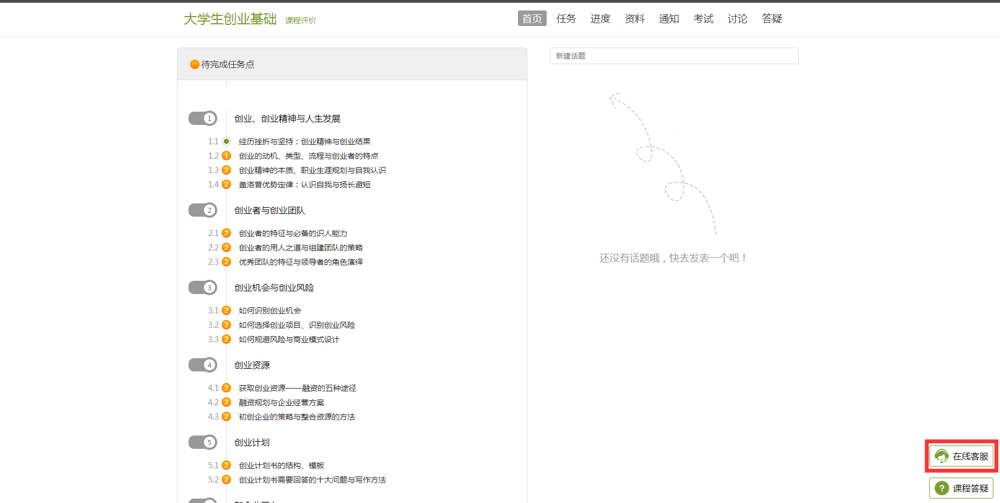 大学生创业基础 课程评价
首页 任务 进度 资料 通知 考试 讨论 答疑
待完成任务点
1 创业、创业精神与人生发展
1.1 经历挫折与坚持：创业精神与创业结果
1.2 1 创业的动机、类型、流程与创业者的特点
1.3 2 创业精神的本质、职业生涯规划与自我认识
1.4 2 盖洛普优势定律：认识自我与扬长避短
2 创业者与创业团队
2.1 2 创业者的特征与必备的识人能力
2.2 2 创业者的用人之道与组建团队的策略
2.3 2 优秀团队的特征与领导者的角色演绎
3 创业机会与创业风险
3.1 2 如何识别创业机会
3.2 2 如何选择创业项目、识别创业风险
3.3 2 如何规避风险与商业模式设计
4 创业资源
4.1 2 获取创业资源——融资的五种途径
4.2 2 融资规划与企业经营方案
4.3 2 初创企业的策略与整合资源的方法
5 创业计划
5.1 2 创业计划书的结构、模板
5.2 2 创业计划书需要回答的十大问题与写作方法
新建话题
还没有话题哦，快去发表一个吧！
在线客服
? 课程答疑